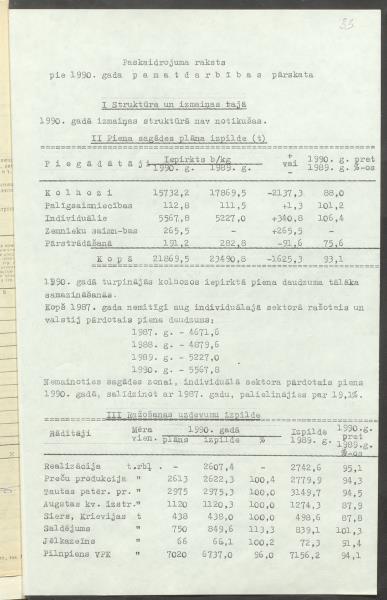 33
Paskaidrojuma raksts
pie 1990. gada p a m a t d a r b ī b a s pārskata
I Struktūra un izmaiņas tajā
1990. gadā izmaiņas struktūrā nav notikušas.
II Piena sagādes plāna izpilde (t)
P i e g ā d ā t ā j i Iepirkts b/kg + 1990. g. pret
1990. g. 1989. g. vai 1989. g. %-os
-
K o l h o z i 15732,2 17869,5 -2137,3 88,0
Palīgsaimniecības 112,8 111,5 +1,3 101,2
Individuālie 5567,8 5227,0 +340,8 106,4
Zemnieku saimn-bas 265,5 - +265,5 -
Pārstrādāšanā 191,2 282,8 -91,6 75,6
K o p ā 21869,5 23490,8 -1625,3 93,1
1990. gadā turpinājās kolhozos iepirktā piena daudzuma tālāka
samazināšanās.
Kopš 1987. gada nemitīgi aug individuālajā sektorā ražotais un
valstij pārdotais piena daudzums:
1987. g. - 4671,6
1988. g. - 4879,6
1989. g. - 5227,0
1990. g. - 5567,8
Nemainoties sagādes zonai, individuālā sektora pārdotais piens
1990. gadā, salīdzinot ar 1987. gadu, palielinājies par 19,1%.
III Ražošanas uzdevumu izpilde
Rādītāji Mēra 1990. gadā Izpilde 1990.g.
vien. plāns izpilde % 1989. g. pret
1989.g.
%-os
Realizācija t.rbļ. - 2607,4 - 2742,6 95,1
Preču produkcija " 2613 2622,3 100,4 2779,9 94,3
Tautas patēr. pr. " 2975 2975,3 100,0 3149,7 94,5
Augstas kv. izstr." 1120 1120,3 100,0 1274,3 87,9
Siers, Krievijas t 438 438,0 100,0 498,6 87,8
Saldējums " 750 849,6 113,3 839,1 101,3
Jēlkazeīns " 66 66,1 100,2 72,3 91,4
Pilnpiens VPK " 7020 6737,0 96,0 7156,2 94,1